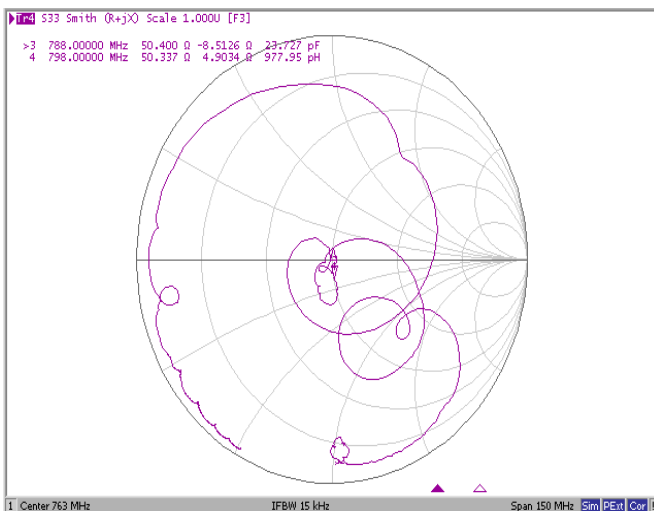 Tr4 S33 Smith (R+jX) Scale 1.000U [F3]
>3 788.00000 MHz 50.400 Ω -8.5126 Ω 23.727 pF
4 798.00000 MHz 50.337 Ω 4.9034 Ω 977.95 pH
1 Center 763 MHz IFBW 15 kHz Span 150 MHz Sim PExt Cor